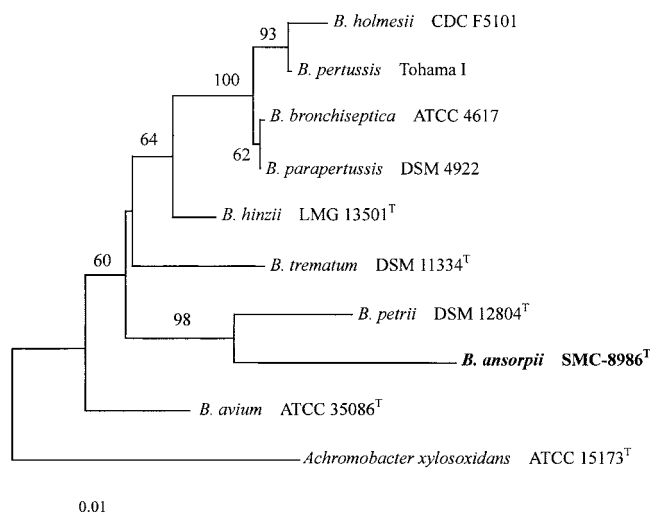 93
B. holmesii CDC F5101
B. pertussis Tohama I
100
B. bronchiseptica ATCC 4617
62
B. parapertussis DSM 4922
64
B. hinzii LMG 13501ᵀ
B. trematum DSM 11334ᵀ
60
B. petrii DSM 12804ᵀ
98
B. ansorpii SMC-8986ᵀ
B. avium ATCC 35086ᵀ
Achromobacter xylosoxidans ATCC 15173ᵀ
0.01